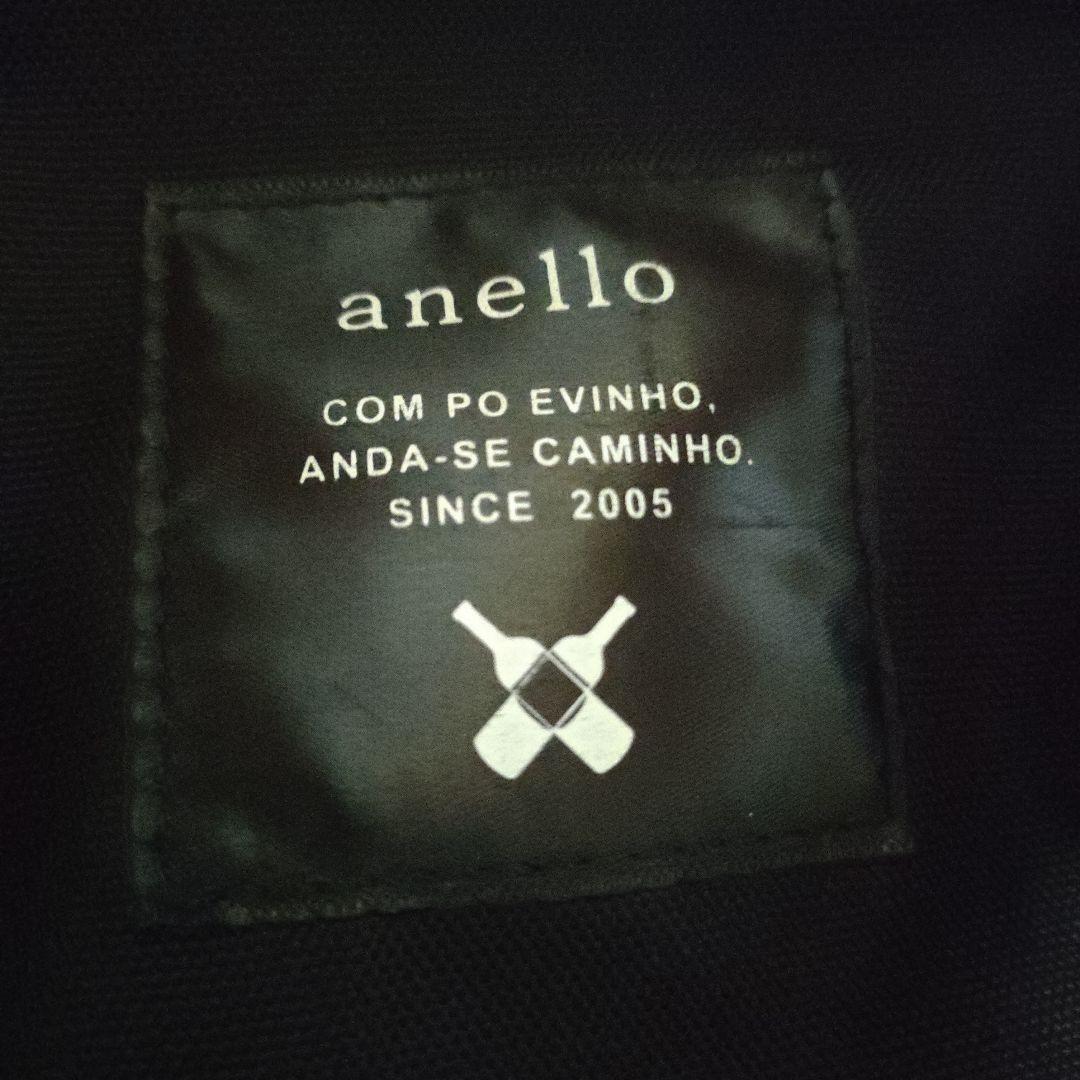 anello
COM PO EVINHO,
ANDA-SE CAMINHO.
SINCE 2005